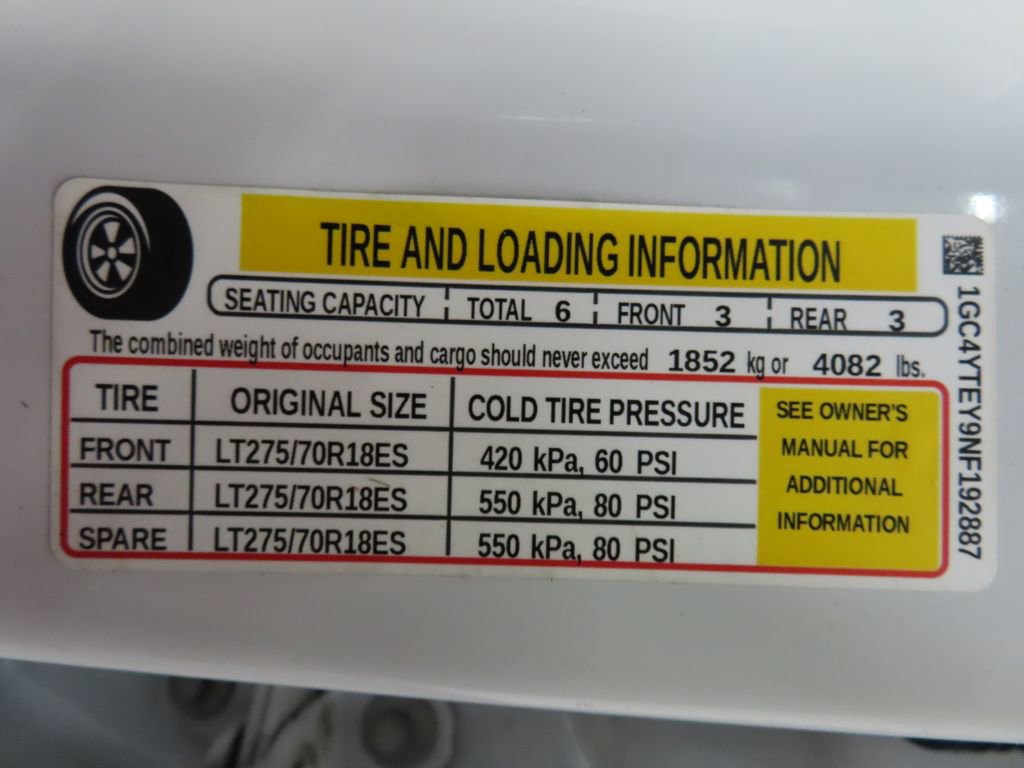 TIRE AND LOADING INFORMATION
SEATING CAPACITY TOTAL 6 FRONT 3 REAR 3
The combined weight of occupants and cargo should never exceed 1852 kg or 4082 lbs.
TIRE ORIGINAL SIZE COLD TIRE PRESSURE
FRONT LT275/70R18ES 420 kPa, 60 PSI
REAR LT275/70R18ES 550 kPa, 80 PSI
SPARE LT275/70R18ES 550 kPa, 80 PSI
SEE OWNER'S
MANUAL FOR
ADDITIONAL
INFORMATION
1GC4YTEY9NF192887